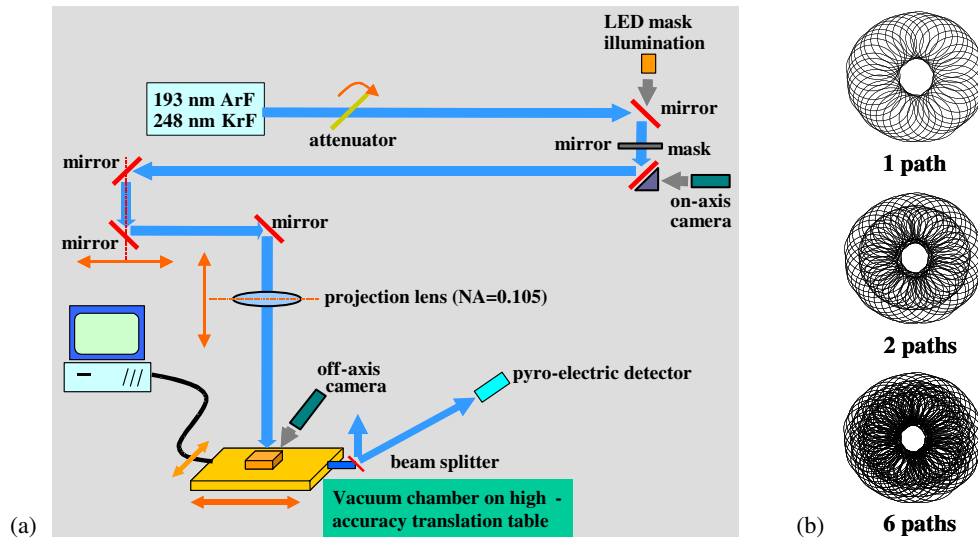 LED mask
illumination
193 nm ArF
248 nm KrF
attenuator
mirror
mirror
mask
mirror
on-axis
camera
mirror
mirror
projection lens (NA=0.105)
off-axis
camera
pyro-electric detector
beam splitter
Vacuum chamber on high -
accuracy translation table
(a)
1 path
2 paths
6 paths
(b)